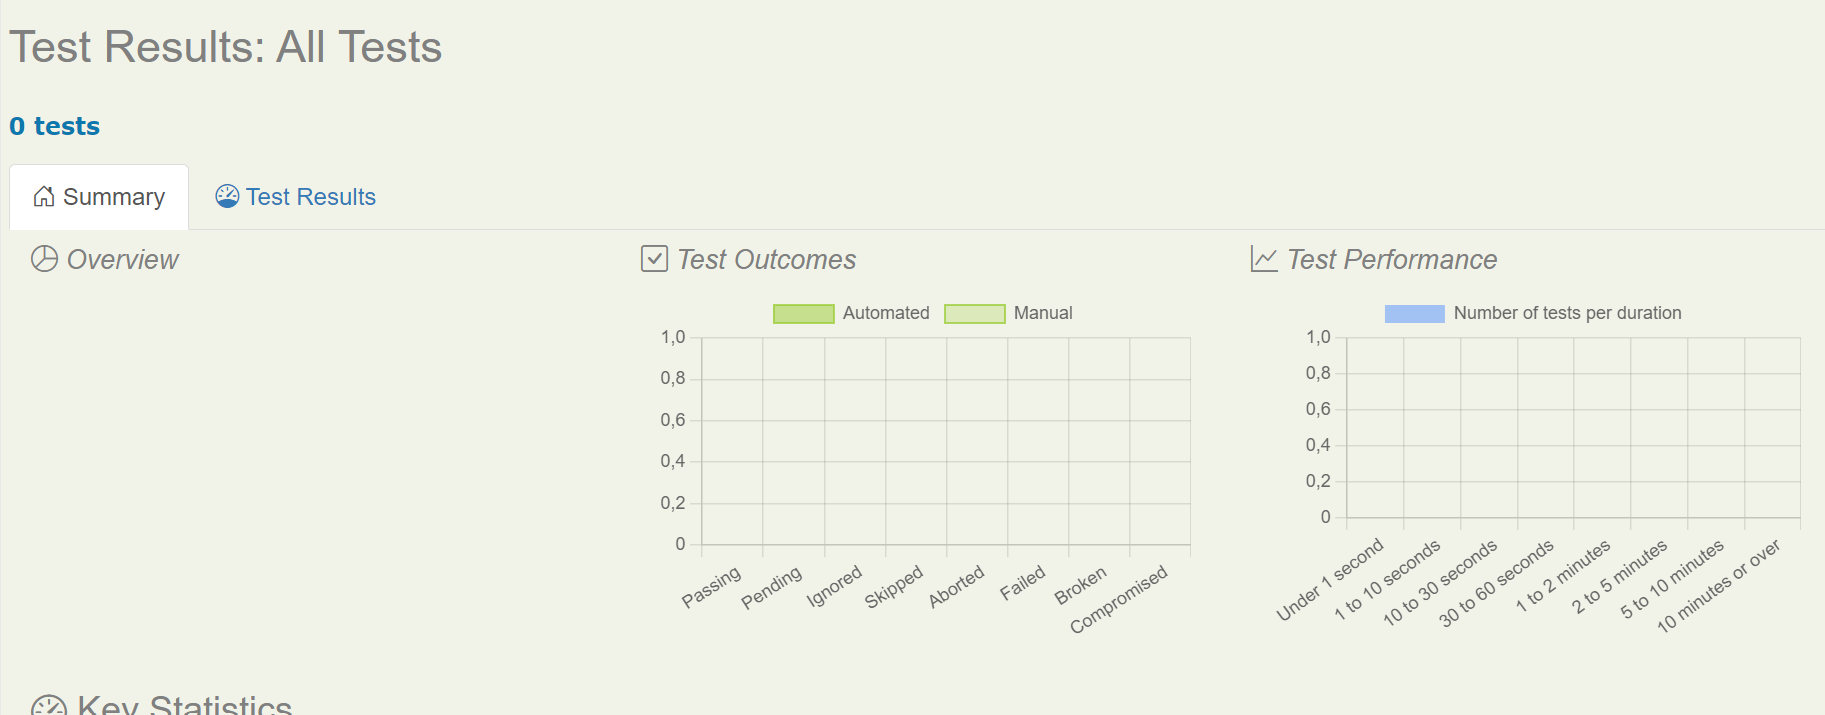 Test Results: All Tests
0 tests
Summary
Test Results
Overview
Test Outcomes
Automated
Manual
1,0
0,8
0,6
0,4
0,2
0
Passing
Pending
Ignored
Skipped
Aborted
Failed
Broken
Compromised
Test Performance
Number of tests per duration
1,0
0,8
0,6
0,4
0,2
0
Under 1 second
1 to 10 seconds
10 to 30 seconds
30 to 60 seconds
1 to 2 minutes
2 to 5 minutes
5 to 10 minutes
10 minutes or over
Key Statistics